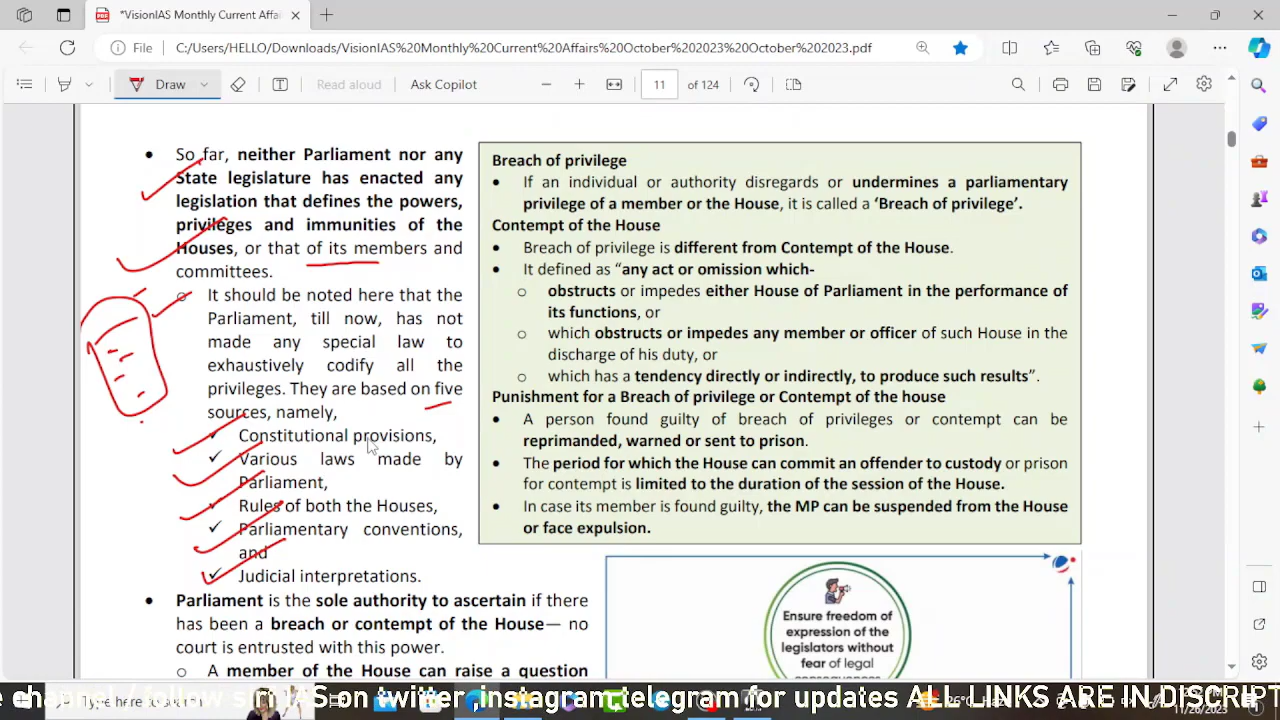 *VisionIAS Monthly Current Affai
File
C:/Users/HELLO/Downloads/VisionIAS%20Monthly%20Current%20Affairs%20October%202023%20October%202023.pdf
Draw
Read aloud
Ask Copilot
11
of 124
So far, neither Parliament nor any
State legislature has enacted any
legislation that defines the powers,
privileges and immunities of the
Houses, or that of its members and
committees.
It should be noted here that the
Parliament, till now, has not
made any special law to
exhaustively codify all the
privileges. They are based on five
sources, namely,
Constitutional provisions,
Various laws made by
Parliament,
Rules of both the Houses,
Parliamentary conventions,
and
Judicial interpretations.
Parliament is the sole authority to ascertain if there
has been a breach or contempt of the House— no
court is entrusted with this power.
A member of the House can raise a question
Breach of privilege
If an individual or authority disregards or undermines a parliamentary
privilege of a member or the House, it is called a ‘Breach of privilege’.
Contempt of the House
Breach of privilege is different from Contempt of the House.
It defined as “any act or omission which-
obstructs or impedes either House of Parliament in the performance of
its functions, or
which obstructs or impedes any member or officer of such House in the
discharge of his duty, or
which has a tendency directly or indirectly, to produce such results”.
Punishment for a Breach of privilege or Contempt of the house
A person found guilty of breach of privileges or contempt can be
reprimanded, warned or sent to prison.
The period for which the House can commit an offender to custody or prison
for contempt is limited to the duration of the session of the House.
In case its member is found guilty, the MP can be suspended from the House
or face expulsion.
Ensure freedom of
expression of the
legislators without
fear of legal
e channel / follow simIAS on twitter, instagram,telegram for updates ALL LINKS ARE IN DESCRIPT
11/26/2023